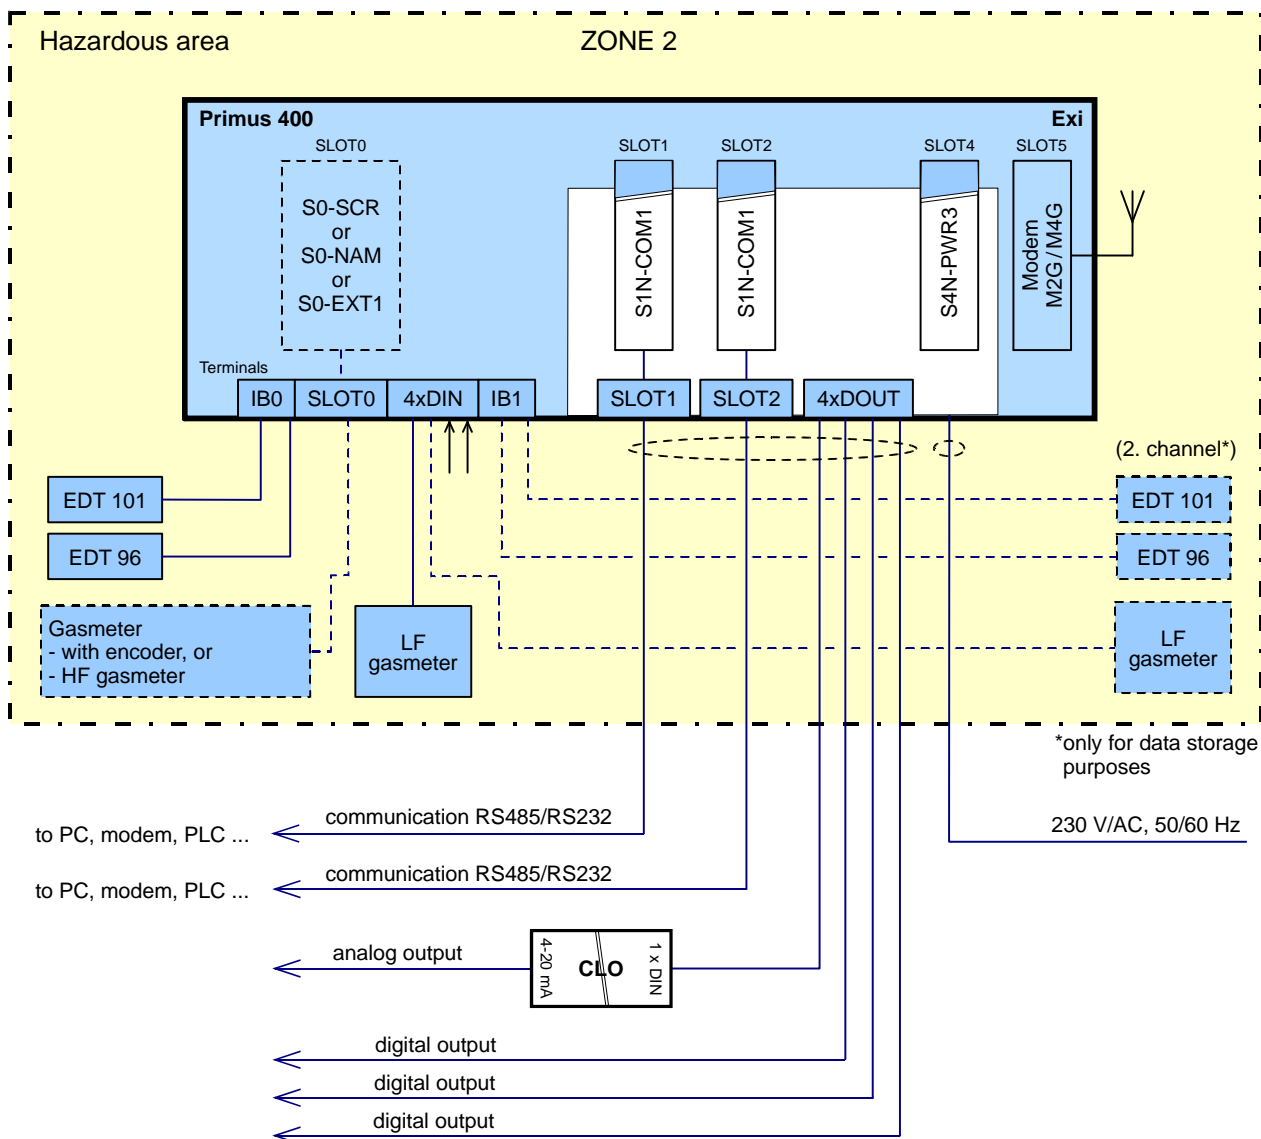 Hazardous area
ZONE 2
Primus 400
Exi
SLOT0
SLOT1
SLOT2
SLOT4
SLOT5
S0-SCR
or
S0-NAM
or
S0-EXT1
S1N-COM1
S1N-COM1
S4N-PWR3
Modem
M2G / M4G
Terminals
IB0
SLOT0
4xDIN
IB1
SLOT1
SLOT2
4xDOUT
(2. channel*)
EDT 101
EDT 101
EDT 96
EDT 96
Gasmeter
- with encoder, or
- HF gasmeter
LF
gasmeter
LF
gasmeter
*only for data storage
purposes
communication RS485/RS232
to PC, modem, PLC ...
230 V/AC, 50/60 Hz
communication RS485/RS232
to PC, modem, PLC ...
analog output
4-20 mA
CLO
1 x DIN
digital output
digital output
digital output